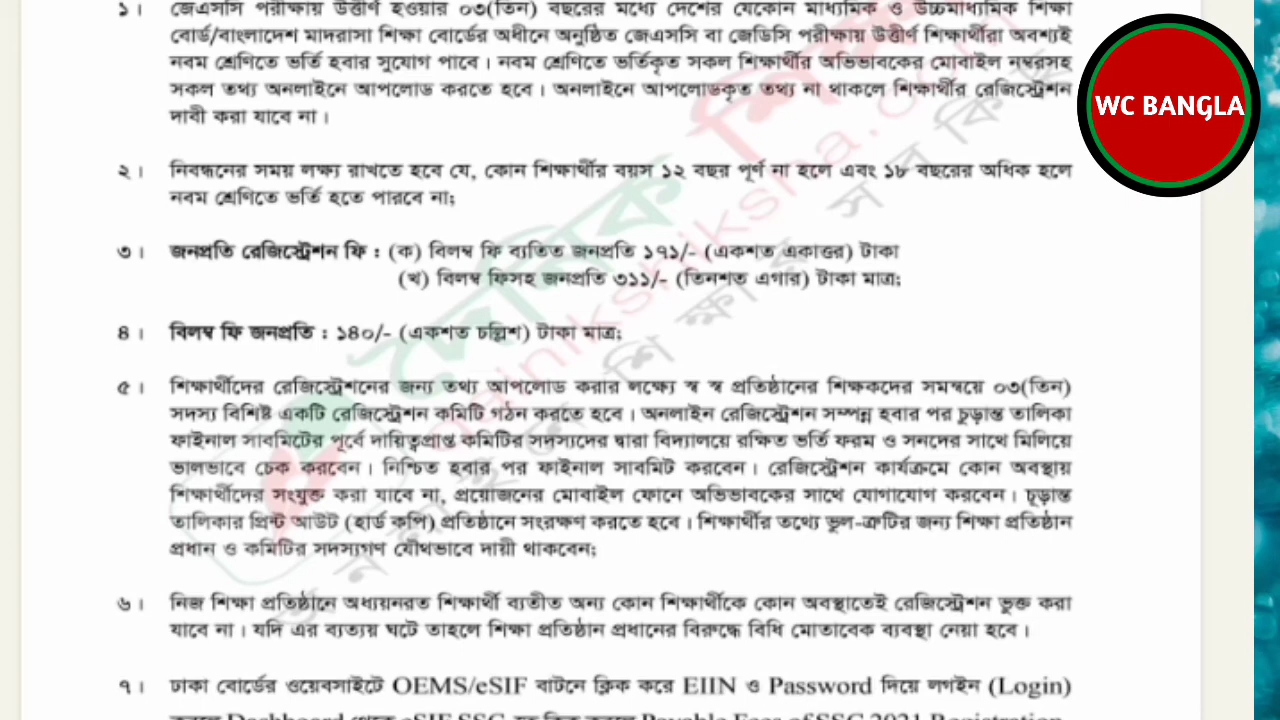 ১। জেএসসি পরীক্ষায় উত্তীর্ণ হওয়ার ০৩(তিন) বছরের মধ্যে দেশের যেকোন মাধ্যমিক ও উচ্চমাধ্যমিক শিক্ষা
বোর্ড/বাংলাদেশ মাদরাসা শিক্ষা বোর্ডের অধীনে অনুষ্ঠিত জেএসসি বা জেডিসি পরীক্ষায় উত্তীর্ণ শিক্ষার্থীরা অবশ্যই
নবম শ্রেণিতে ভর্তি হবার সুযোগ পাবে। নবম শ্রেণিতে ভর্তিকৃত সকল শিক্ষার্থীর অভিভাবকের মোবাইল নম্বরসহ
সকল তথ্য অনলাইনে আপলোড করতে হবে। অনলাইনে আপলোডকৃত তথ্য না থাকলে শিক্ষার্থীর রেজিস্ট্রেশন
দাবী করা যাবে না।
WC BANGLA
২। নিবন্ধনের সময় লক্ষ্য রাখতে হবে যে, কোন শিক্ষার্থীর বয়স ১২ বছর পূর্ণ না হলে এবং ১৮ বছরের অধিক হলে
নবম শ্রেণিতে ভর্তি হতে পারবে না;
৩। জনপ্রতি রেজিস্ট্রেশন ফি : (ক) বিলম্ব ফি ব্যতিত জনপ্রতি ১৭১/- (একশত একাত্তর) টাকা
(খ) বিলম্ব ফিসহ জনপ্রতি ৩১১/- (তিনশত এগার) টাকা মাত্র;
৪। বিলম্ব ফি জনপ্রতি : ১৪০/- (একশত চল্লিশ) টাকা মাত্র;
৫। শিক্ষার্থীদের রেজিস্ট্রেশনের জন্য তথ্য আপলোড করার লক্ষ্যে স্ব স্ব প্রতিষ্ঠানের শিক্ষকদের সমন্বয়ে ০৩(তিন)
সদস্য বিশিষ্ট একটি রেজিস্ট্রেশন কমিটি গঠন করতে হবে। অনলাইন রেজিস্ট্রেশন সম্পন্ন হবার পর চুড়ান্ত তালিকা
ফাইনাল সাবমিটের পূর্বে দায়িত্বপ্রাপ্ত কমিটির সদস্যদের দ্বারা বিদ্যালয়ে রক্ষিত ভর্তি ফরম ও সনদের সাথে মিলিয়ে
ভালভাবে চেক করবেন। নিশ্চিত হবার পর ফাইনাল সাবমিট করবেন। রেজিস্ট্রেশন কার্যক্রমে কোন অবস্থায়
শিক্ষার্থীদের সংযুক্ত করা যাবে না, প্রয়োজনের মোবাইল ফোনে অভিভাবকের সাথে যোগাযোগ করবেন। চূড়ান্ত
তালিকার প্রিন্ট আউট (হার্ড কপি) প্রতিষ্ঠানে সংরক্ষণ করতে হবে। শিক্ষার্থীর তথ্যে ভুল-ত্রুটির জন্য শিক্ষা প্রতিষ্ঠান
প্রধান ও কমিটির সদস্যগণ যৌথভাবে দায়ী থাকবেন;
৬। নিজ শিক্ষা প্রতিষ্ঠানে অধ্যয়নরত শিক্ষার্থী ব্যতীত অন্য কোন শিক্ষার্থীকে কোন অবস্থাতেই রেজিস্ট্রেশন ভুক্ত করা
যাবে না। যদি এর ব্যত্যয় ঘটে তাহলে শিক্ষা প্রতিষ্ঠান প্রধানের বিরুদ্ধে বিধি মোতাবেক ব্যবস্থা নেয়া হবে।
৭। ঢাকা বোর্ডের ওয়েবসাইটে OEMS/eSIF বাটনে ক্লিক করে EIIN ও Password দিয়ে লগইন (Login)